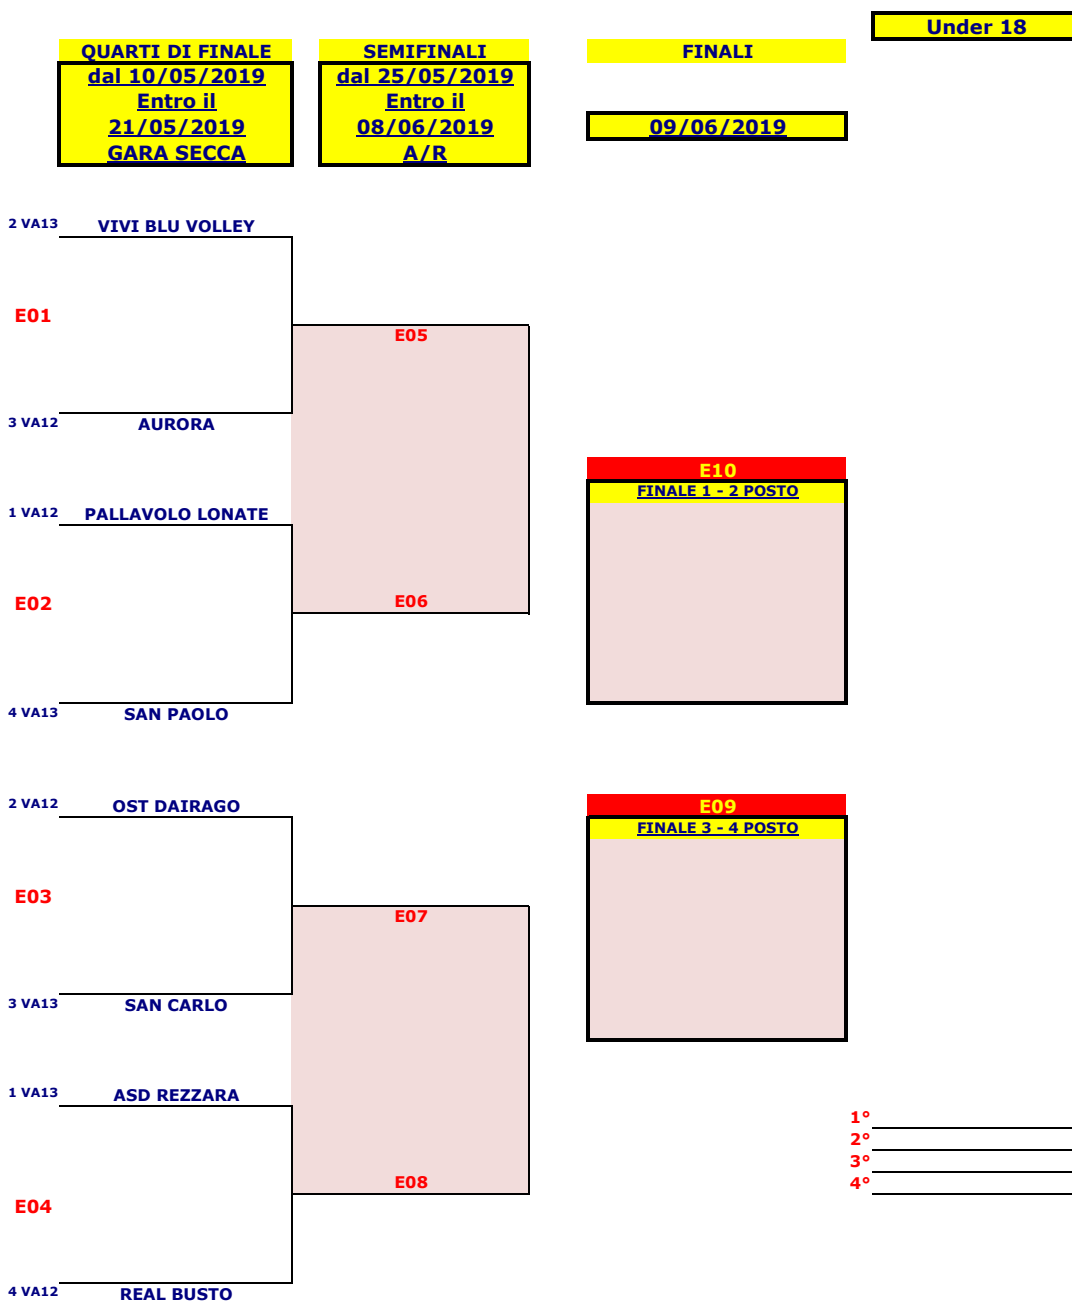 Under 18
QUARTI DI FINALE
dal 10/05/2019
Entro il
21/05/2019
GARA SECCA
SEMIFINALI
dal 25/05/2019
Entro il
08/06/2019
A/R
FINALI
09/06/2019
2 VA13 VIVI BLU VOLLEY
E01
3 VA12 AURORA
E05
1 VA12 PALLAVOLO LONATE
E02
4 VA13 SAN PAOLO
E06
E10
FINALE 1 - 2 POSTO
2 VA12 OST DAIRAGO
E03
3 VA13 SAN CARLO
E07
1 VA13 ASD REZZARA
E04
4 VA12 REAL BUSTO
E08
E09
FINALE 3 - 4 POSTO
1°
2°
3°
4°